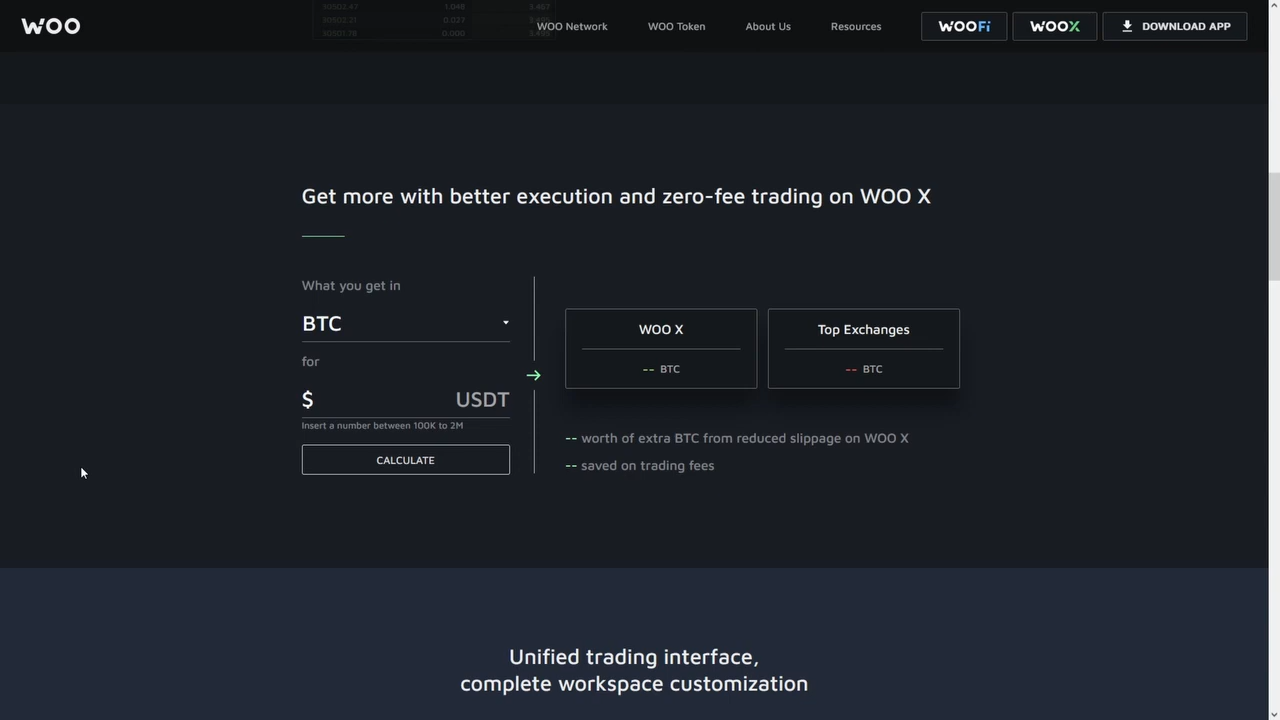 WOO
WOO Network
WOO Token
About Us
Resources
WOOFi
WOOX
DOWNLOAD APP
Get more with better execution and zero-fee trading on WOO X
What you get in
BTC
for
$ USDT
Insert a number between 100K to 2M
CALCULATE
WOO X
-- BTC
Top Exchanges
-- BTC
-- worth of extra BTC from reduced slippage on WOO X
-- saved on trading fees
Unified trading interface,
complete workspace customization